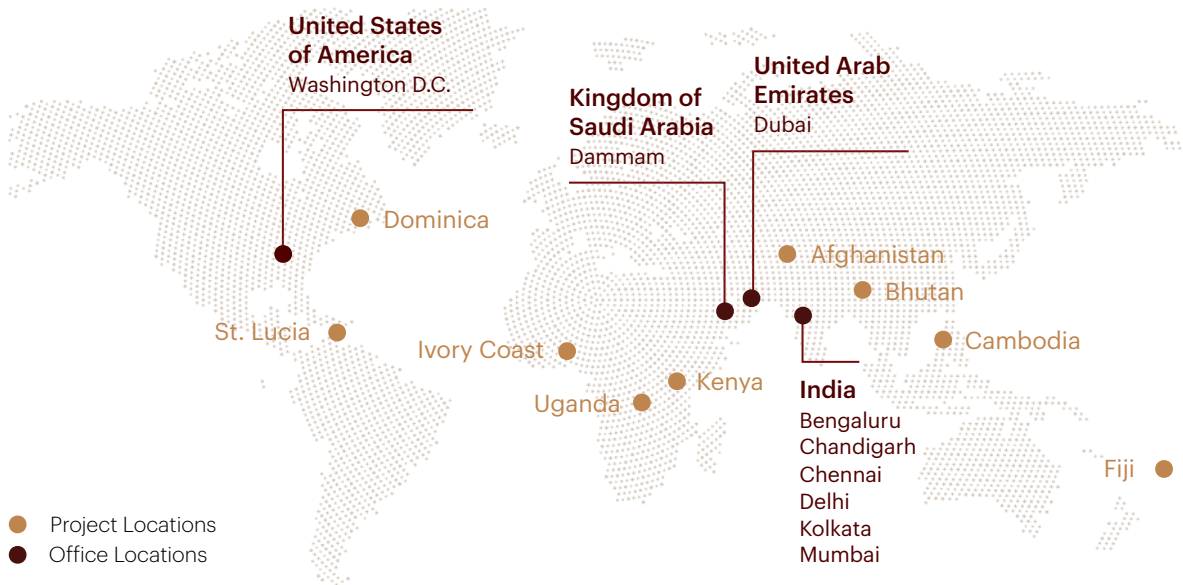 United States
of America
Washington D.C.
Kingdom of
Saudi Arabia
Dammam
United Arab
Emirates
Dubai
Dominica
Afghanistan
Bhutan
St. Lucia
Ivory Coast
Cambodia
Kenya
Uganda
India
Bengaluru
Chandigarh
Chennai
Delhi
Kolkata
Mumbai
Fiji
Project Locations
Office Locations